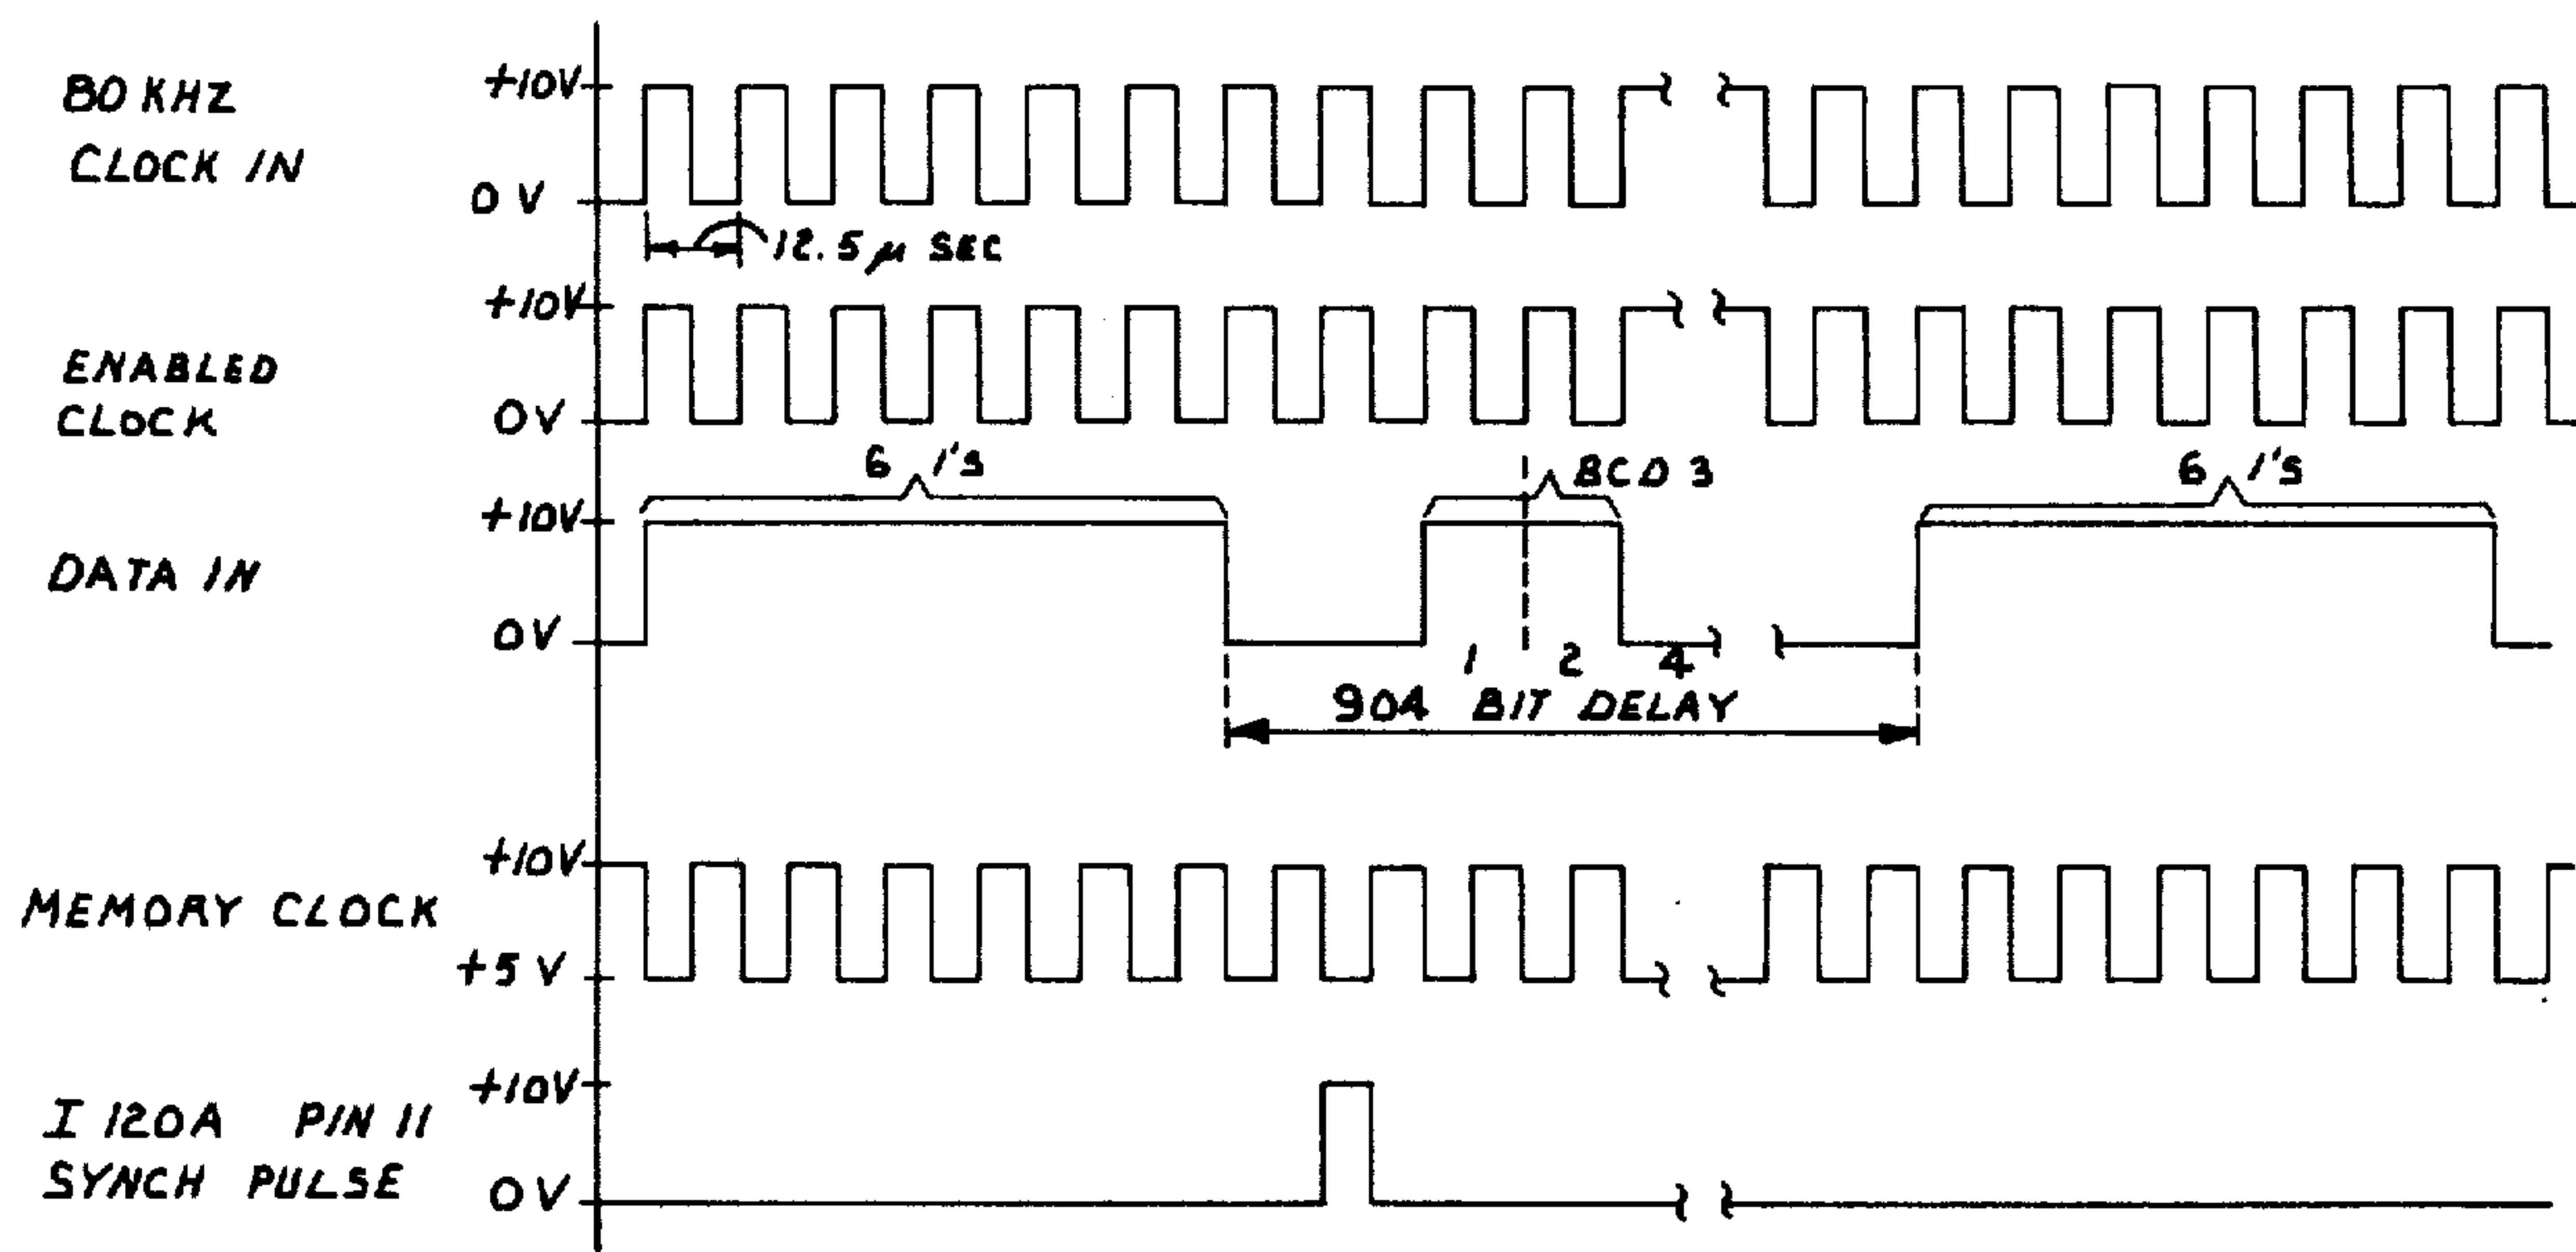 80 KHZ
CLOCK IN
+10V
0 V
12.5 μ SEC
ENABLED
CLOCK
+10V
0V
6 1'S
BCD 3
6 1'S
DATA IN
+10V
0V
1 2 4
904 BIT DELAY
MEMORY CLOCK
+10V
+5 V
I 120A PIN 11
SYNCH PULSE
+10V
0V